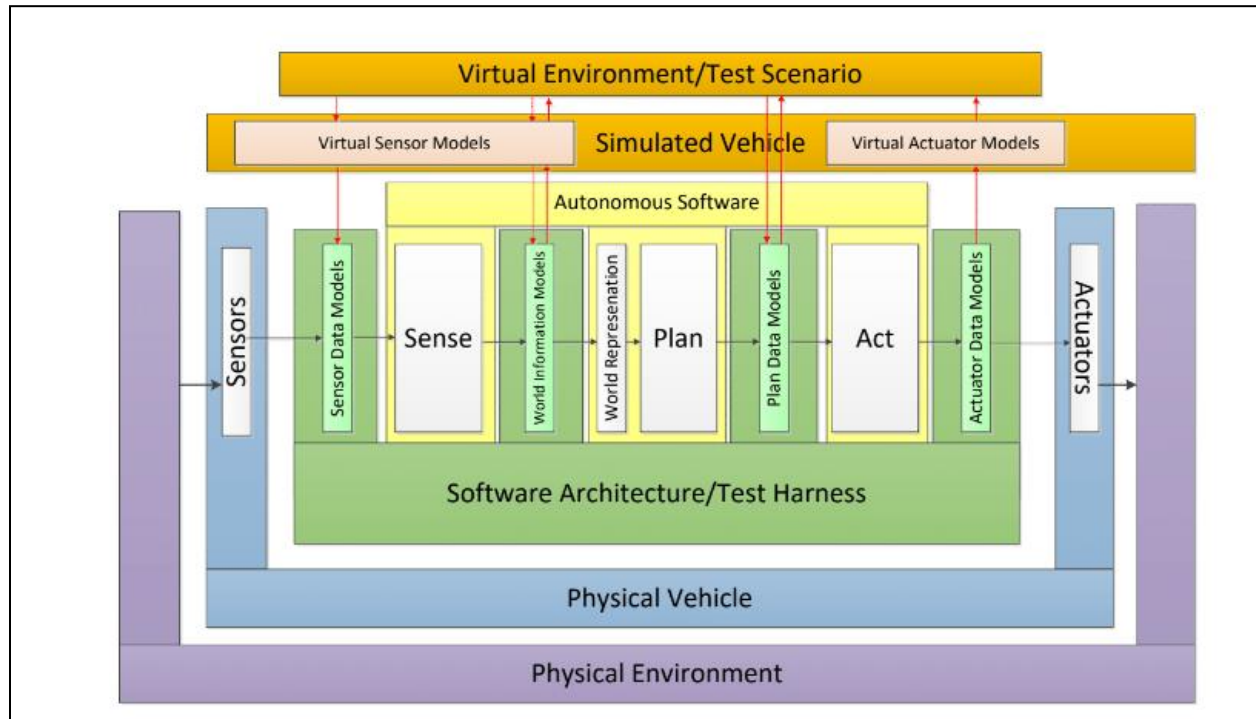 Virtual Environment/Test Scenario
Virtual Sensor Models
Simulated Vehicle
Virtual Actuator Models
Autonomous Software
Sensors
Sensor Data Models
Sense
World Information Models
World Represenation
Plan
Plan Data Models
Act
Actuator Data Models
Actuators
Software Architecture/Test Harness
Physical Vehicle
Physical Environment